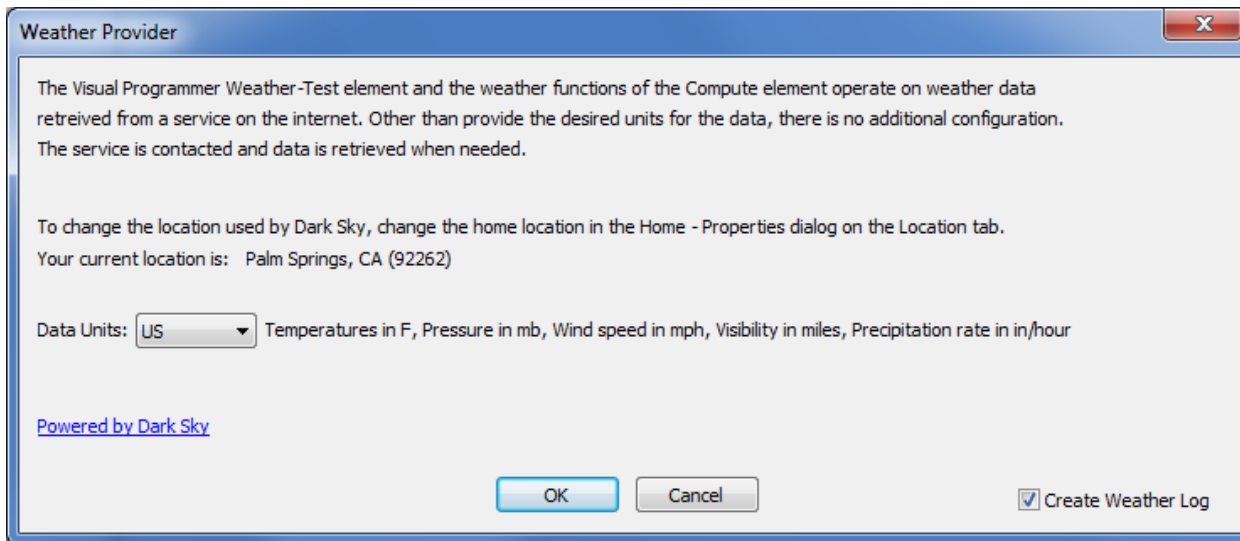 Weather Provider
The Visual Programmer Weather-Test element and the weather functions of the Compute element operate on weather data
retreived from a service on the internet. Other than provide the desired units for the data, there is no additional configuration.
The service is contacted and data is retrieved when needed.
To change the location used by Dark Sky, change the home location in the Home - Properties dialog on the Location tab.
Your current location is: Palm Springs, CA (92262)
Data Units: US Temperatures in F, Pressure in mb, Wind speed in mph, Visibility in miles, Precipitation rate in in/hour
Powered by Dark Sky
OK Cancel Create Weather Log